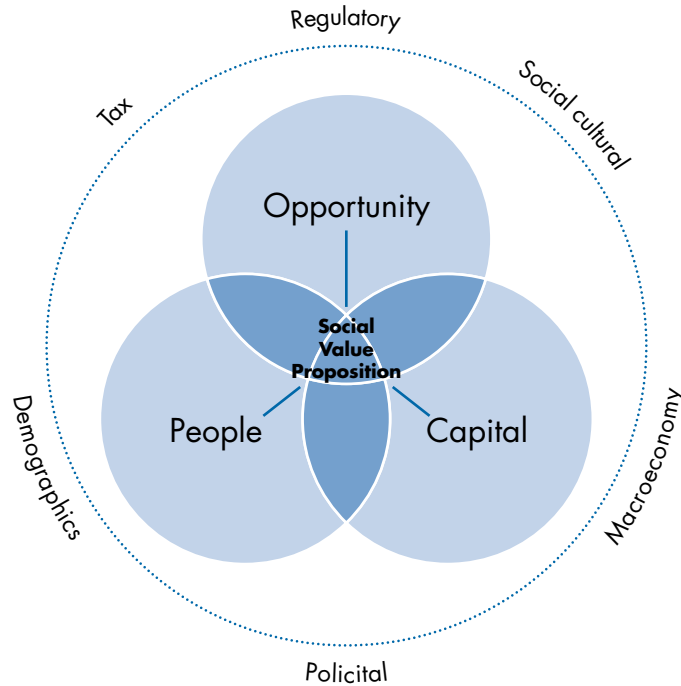 Regulatory
Social cultural
Tax
Opportunity
Social
Value
Proposition
People
Capital
Demographics
Macroeconomy
Policital